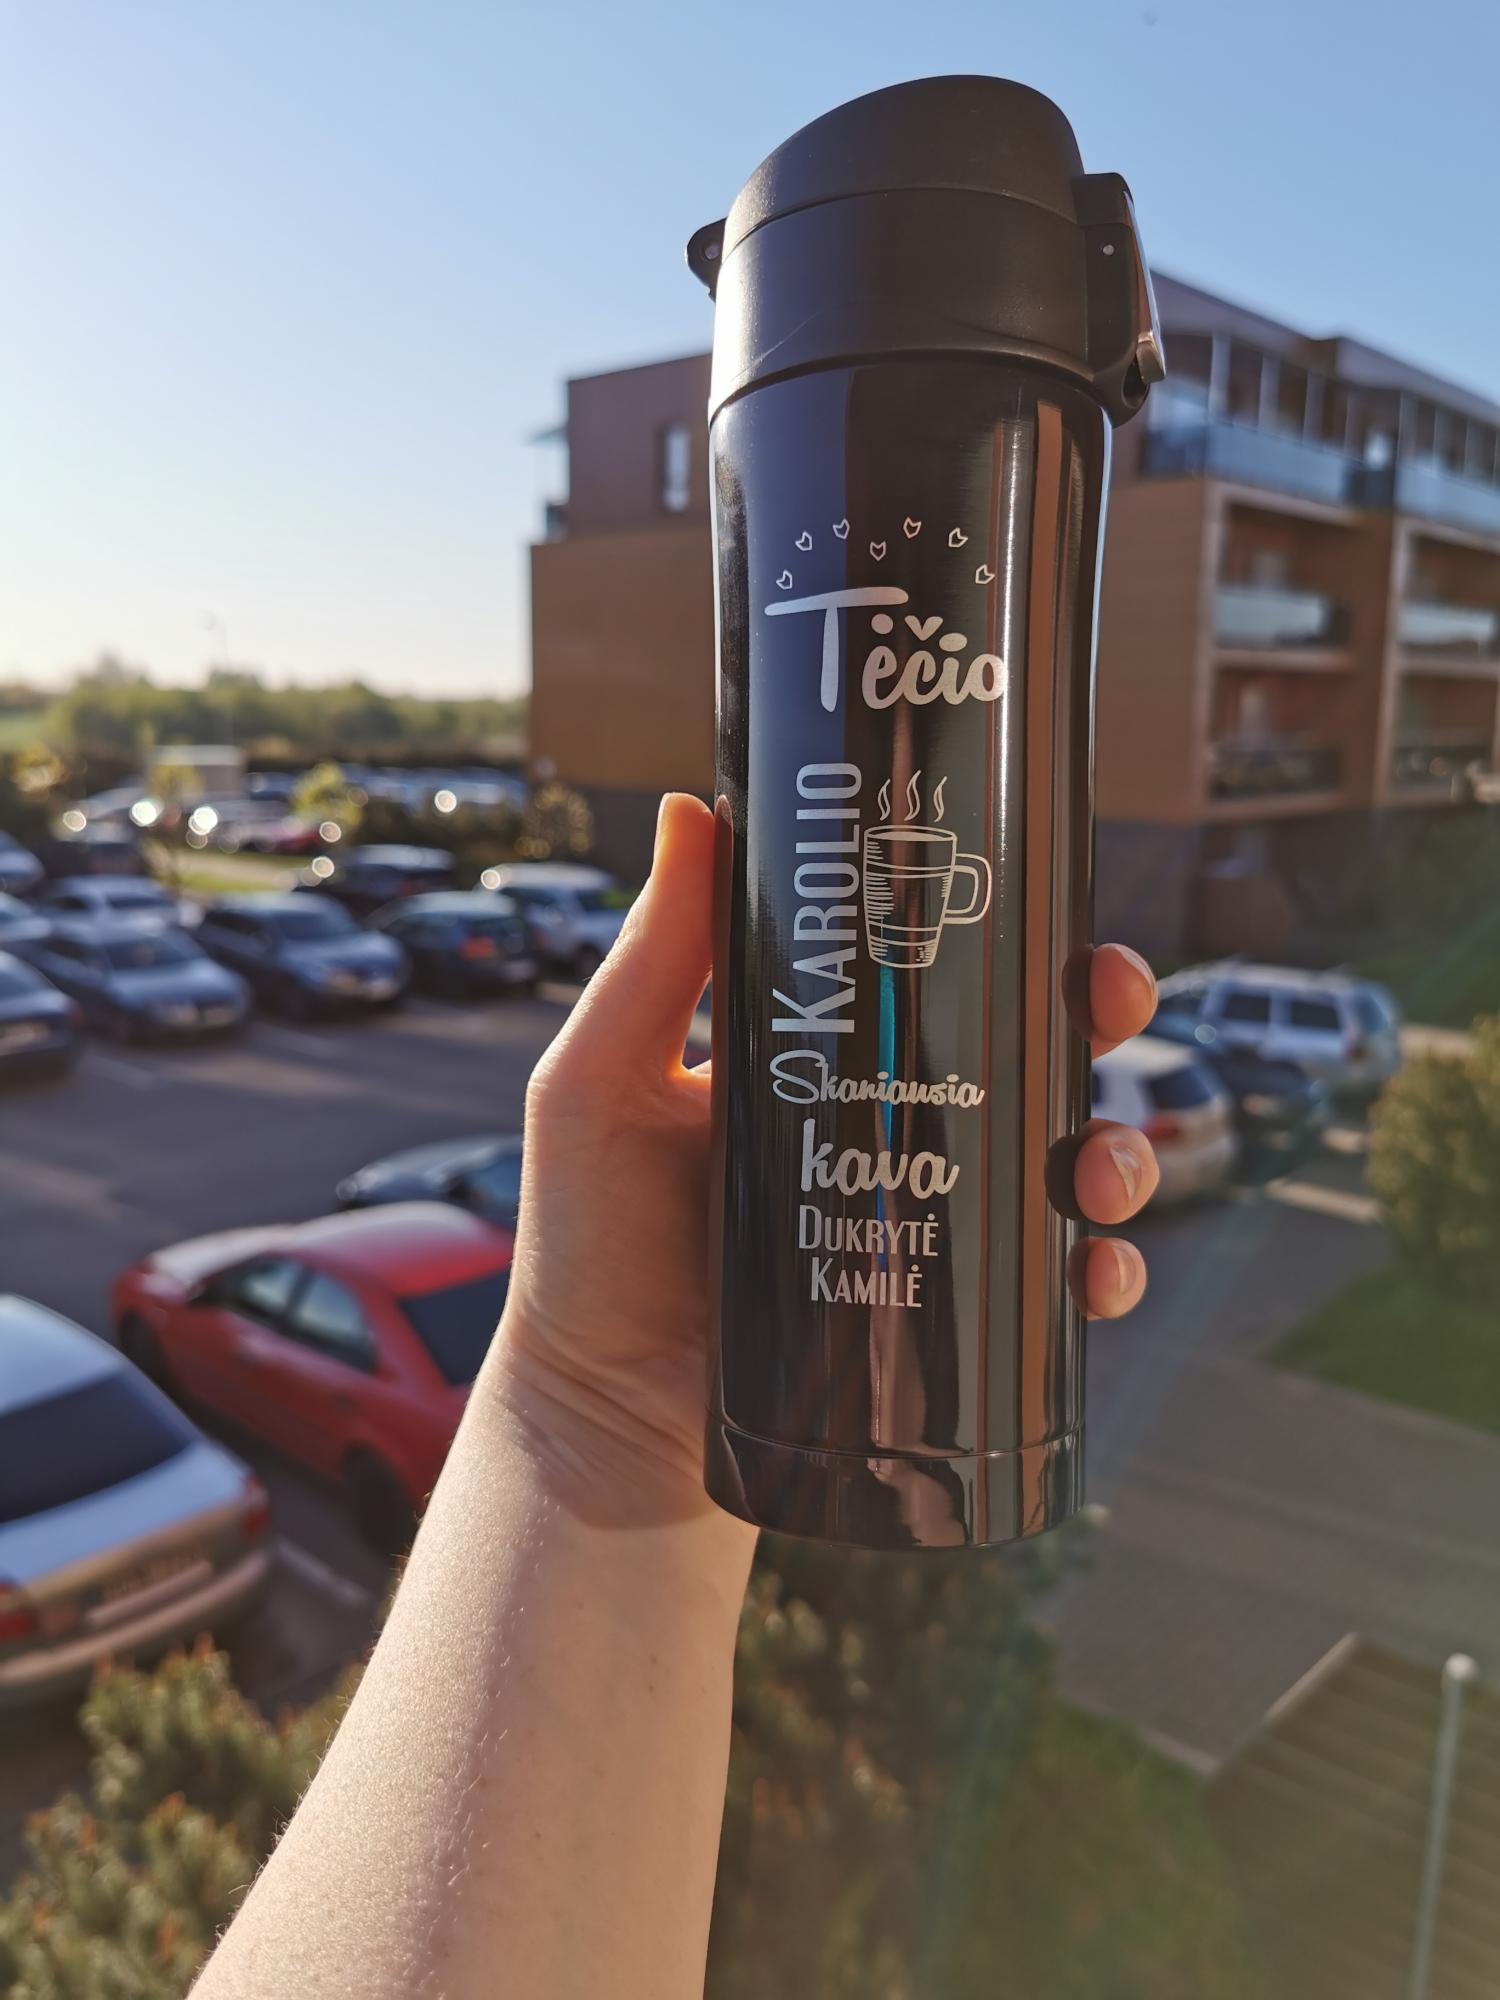 Tėčio
KAROLIO
Skaniausia
kava
DUKRYTĖ
KAMILĖ